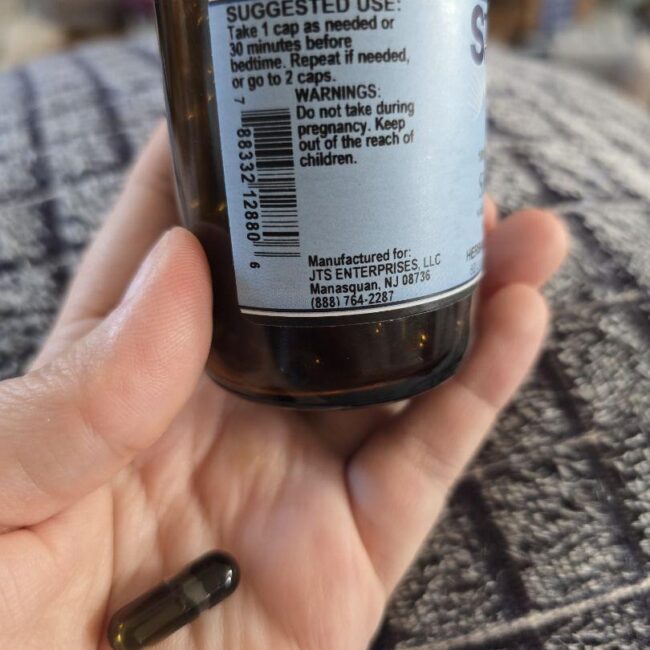 SUGGESTED USE:
Take 1 cap as needed or
30 minutes before
bedtime. Repeat if needed,
or go to 2 caps.
WARNINGS:
Do not take during
pregnancy. Keep
out of the reach of
children.
7 88332 12880 6
Manufactured for:
JTS ENTERPRISES, LLC
Manasquan, NJ 08736
(888) 764-2287